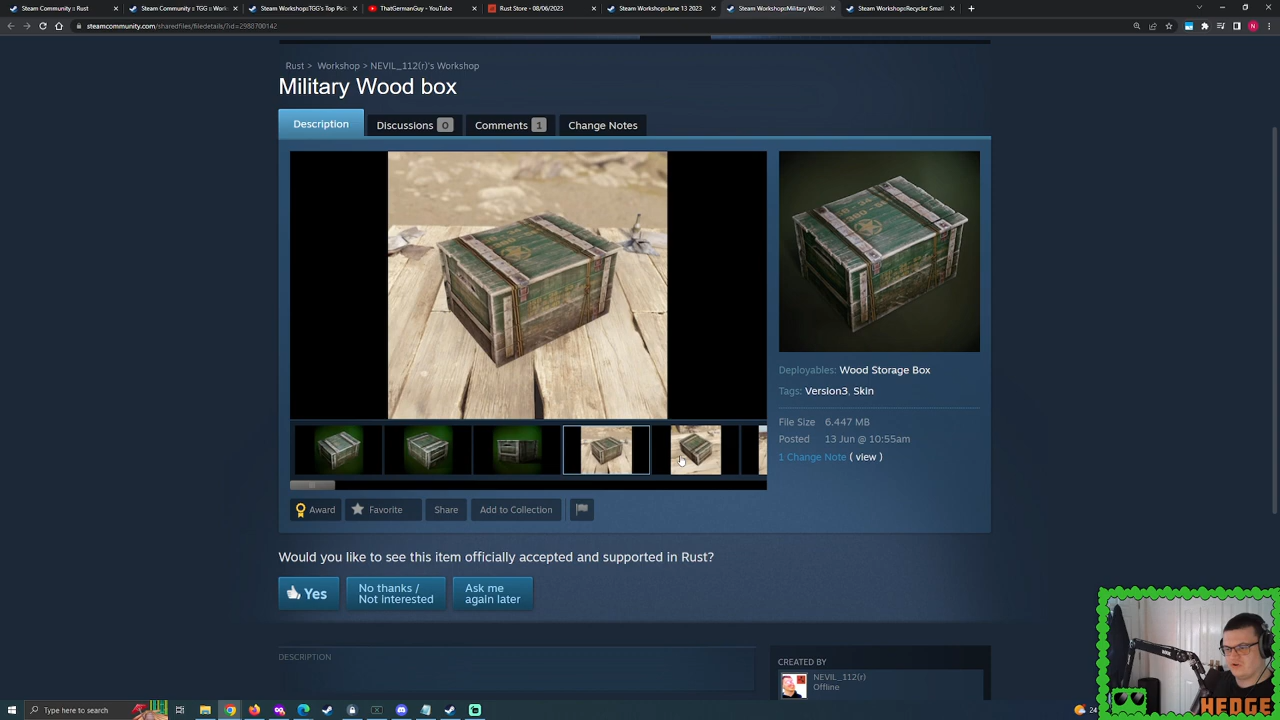 Steam Community :: Rust
Steam Community :: TGG :: Work
Steam Workshop::TGG's Top Pick
ThatGermanGuy - YouTube
Rust Store - 08/06/2023
Steam Workshop::June 13 2023
Steam Workshop::Military Wood
Steam Workshop::Recycler Small
steamcommunity.com/sharedfiles/filedetails/?id=2988700142
Rust > Workshop > NEVIL_112(r)'s Workshop
Military Wood box
Description
Discussions 0
Comments 1
Change Notes
Deployables: Wood Storage Box
Tags: Version3, Skin
File Size 6.447 MB
Posted 13 Jun @ 10:55am
1 Change Note ( view )
Award
Favorite
Share
Add to Collection
Would you like to see this item officially accepted and supported in Rust?
Yes
No thanks /
Not interested
Ask me
again later
DESCRIPTION
CREATED BY
NEVIL_112(r)
Offline
Type here to search
24
HEDGE